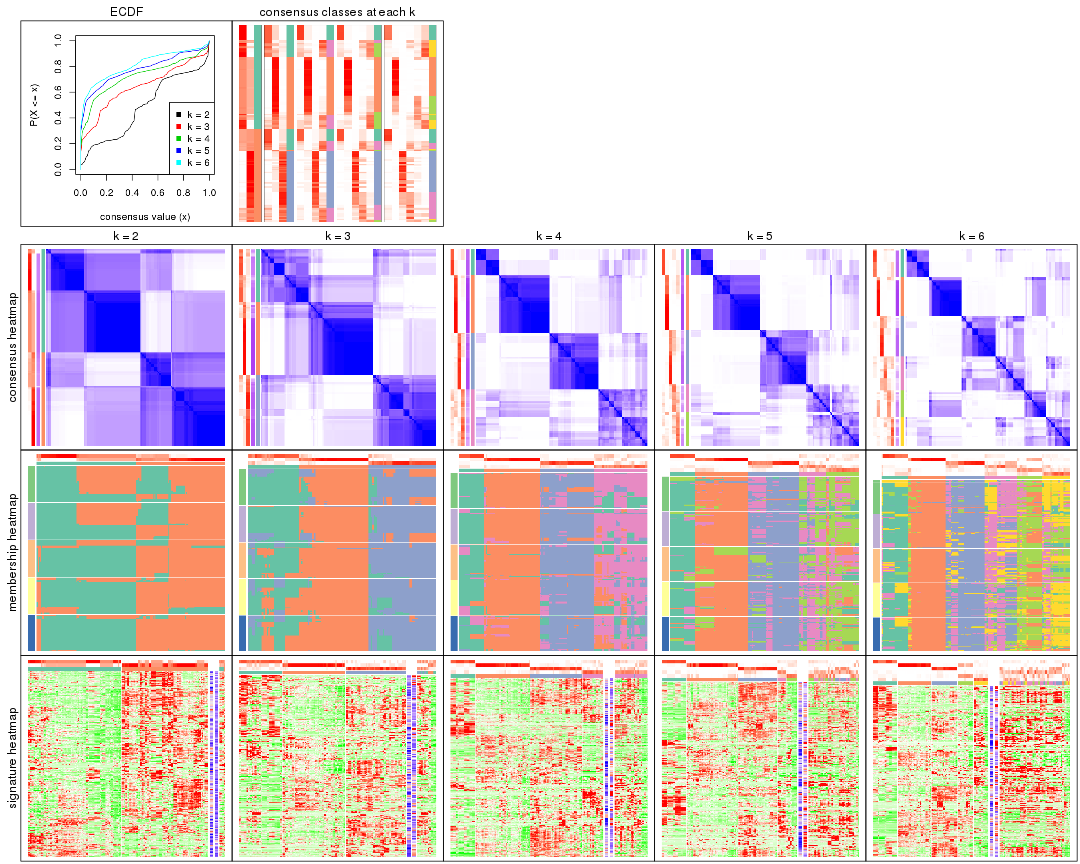 ECDF
consensus classes at each k
P(X <= x)
0.0 0.2 0.4 0.6 0.8 1.0
k = 2
k = 3
k = 4
k = 5
k = 6
0.0 0.2 0.4 0.6 0.8 1.0
consensus value (x)
k = 2
k = 3
k = 4
k = 5
k = 6
consensus heatmap
membership heatmap
signature heatmap